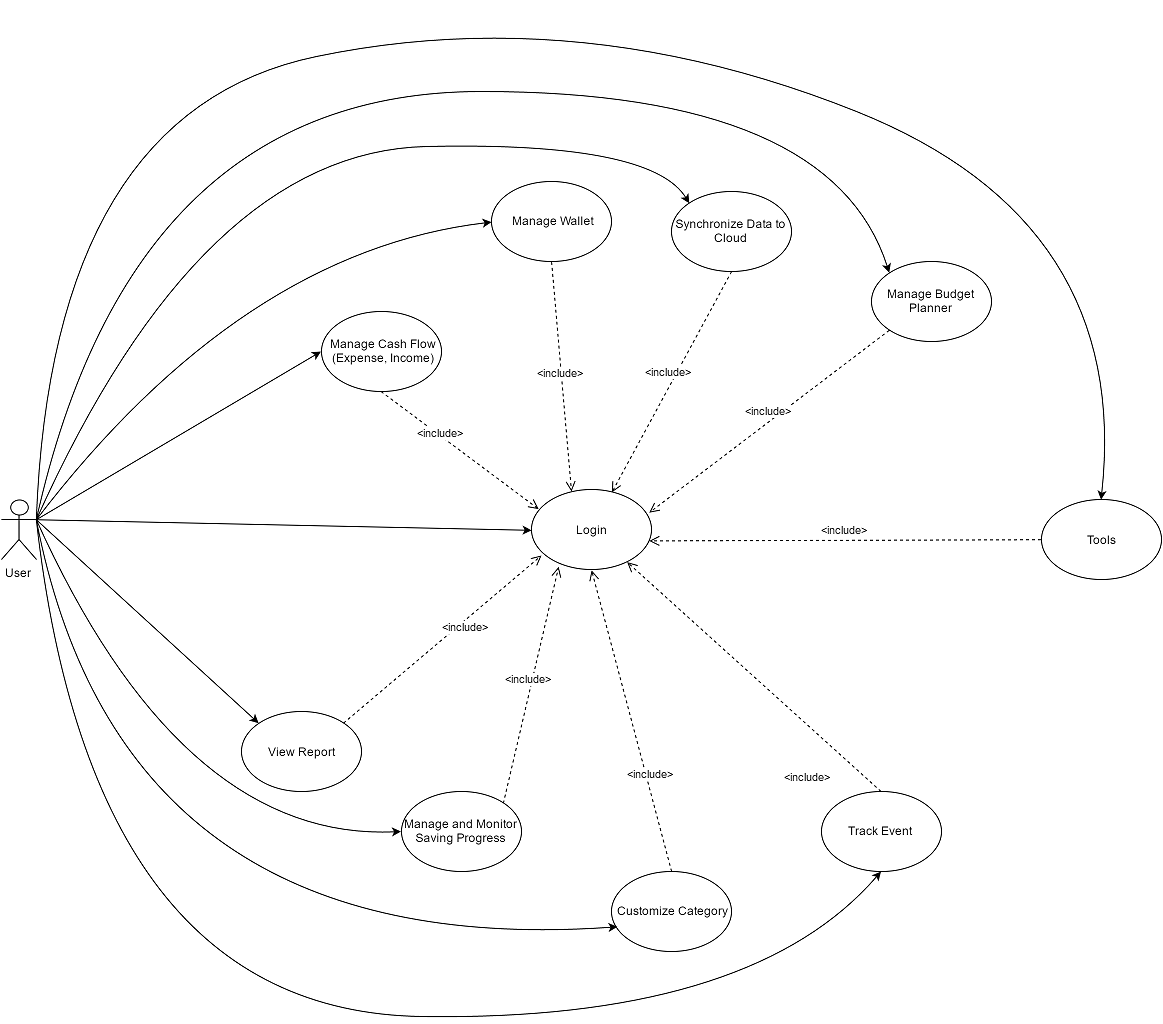 Manage Wallet
Synchronize Data to
Cloud
Manage Budget
Planner
Manage Cash Flow
(Expense, Income)
<include>
<include>
<include>
<include>
Login
<include>
Tools
User
<include>
<include>
View Report
<include>
<include>
Manage and Monitor
Saving Progress
Track Event
Customize Category